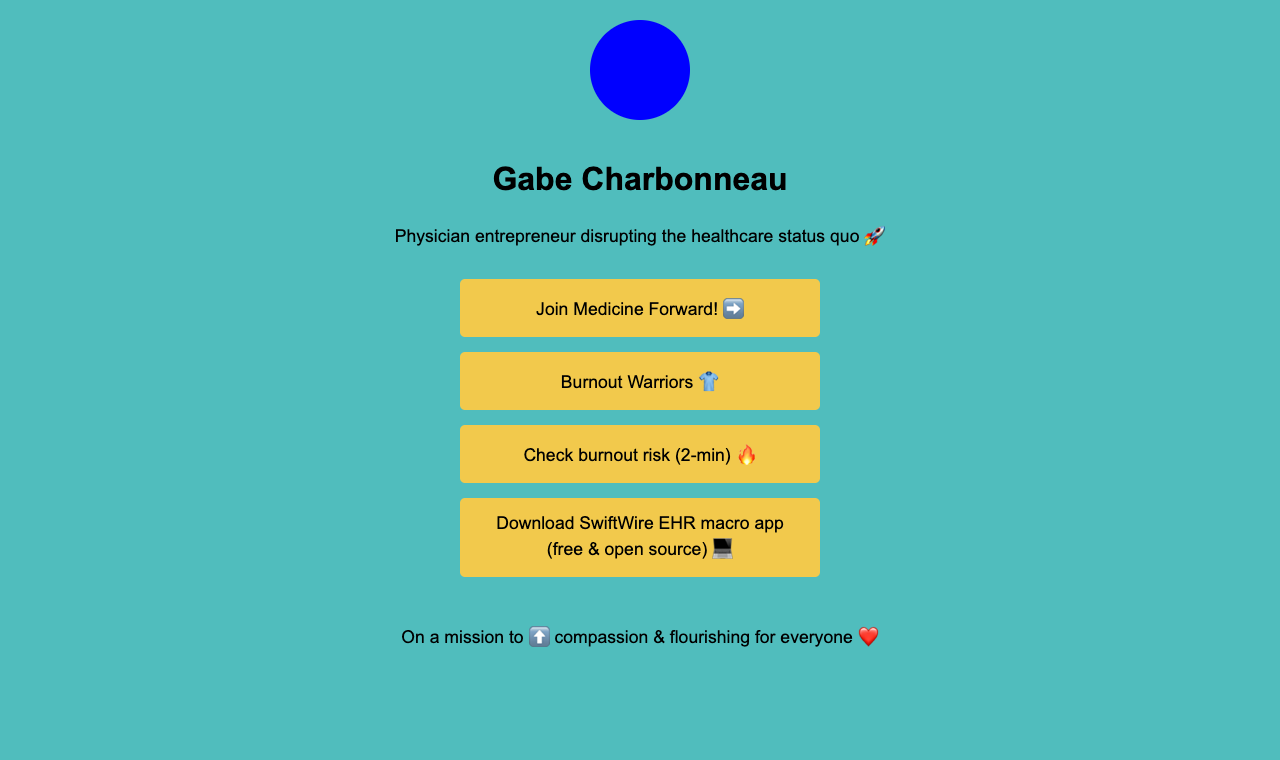 Gabe Charbonneau
Physician entrepreneur disrupting the healthcare status quo 🚀
Join Medicine Forward! ➡️
Burnout Warriors 👕
Check burnout risk (2-min) 🔥
Download SwiftWire EHR macro app
(free & open source) 💻
On a mission to ⬆️ compassion & flourishing for everyone ❤️